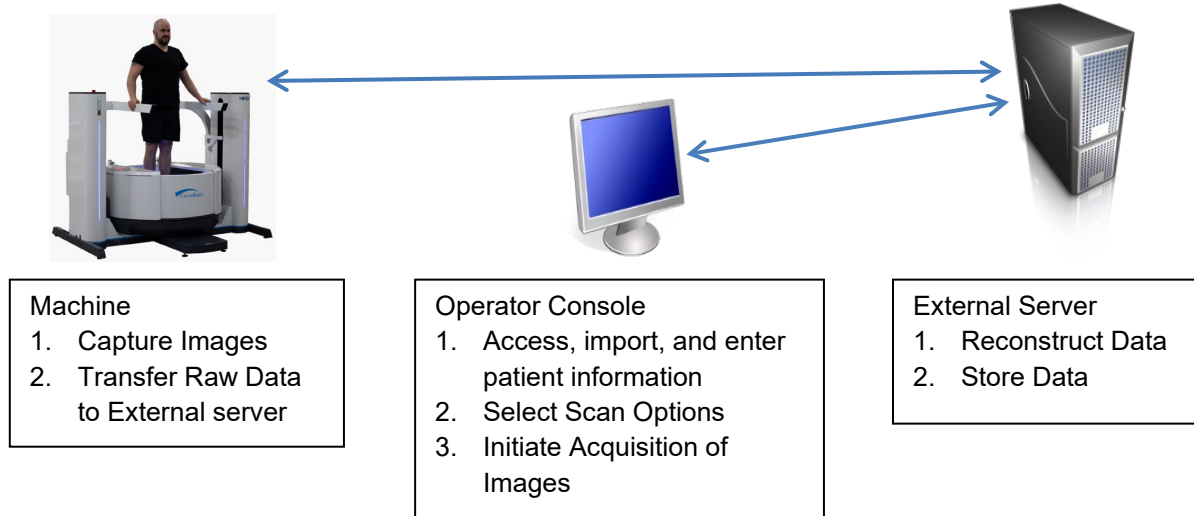 Machine
1. Capture Images
2. Transfer Raw Data
to External server
Operator Console
1. Access, import, and enter
patient information
2. Select Scan Options
3. Initiate Acquisition of
Images
External Server
1. Reconstruct Data
2. Store Data